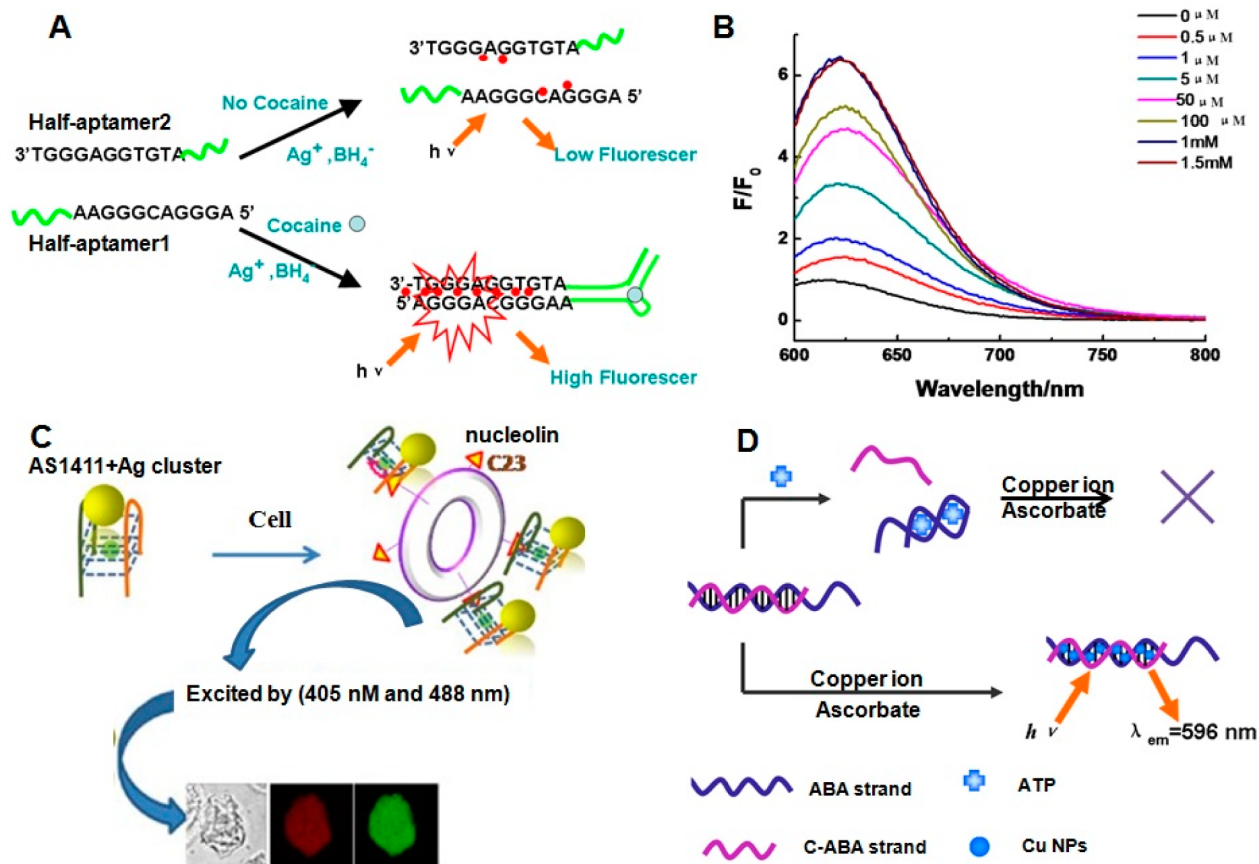 A
3'TGGGAGGTGTA
No Cocaine
AAGGGCAGGGA 5'
Half-aptamer2
3'TGGGAGGTGTA
Ag+ ,BH4-
h ν
Low Fluorescer
AAGGGCAGGGA 5'
Half-aptamer1
Cocaine
Ag+ ,BH4-
3'-TGGGAGGTGTA
5'AGGGACGGGAA
h ν
High Fluorescer
B
0 μM
0.5 μM
1 μM
5 μM
50 μM
100 μM
1mM
1.5mM
F/F0
6
4
2
0
600 650 700 750 800
Wavelength/nm
C
AS1411+Ag cluster
nucleolin
C23
Cell
Excited by (405 nM and 488 nm)
D
Copper ion
Ascorbate
Copper ion
Ascorbate
h ν
λem=596 nm
ABA strand
ATP
C-ABA strand
Cu NPs